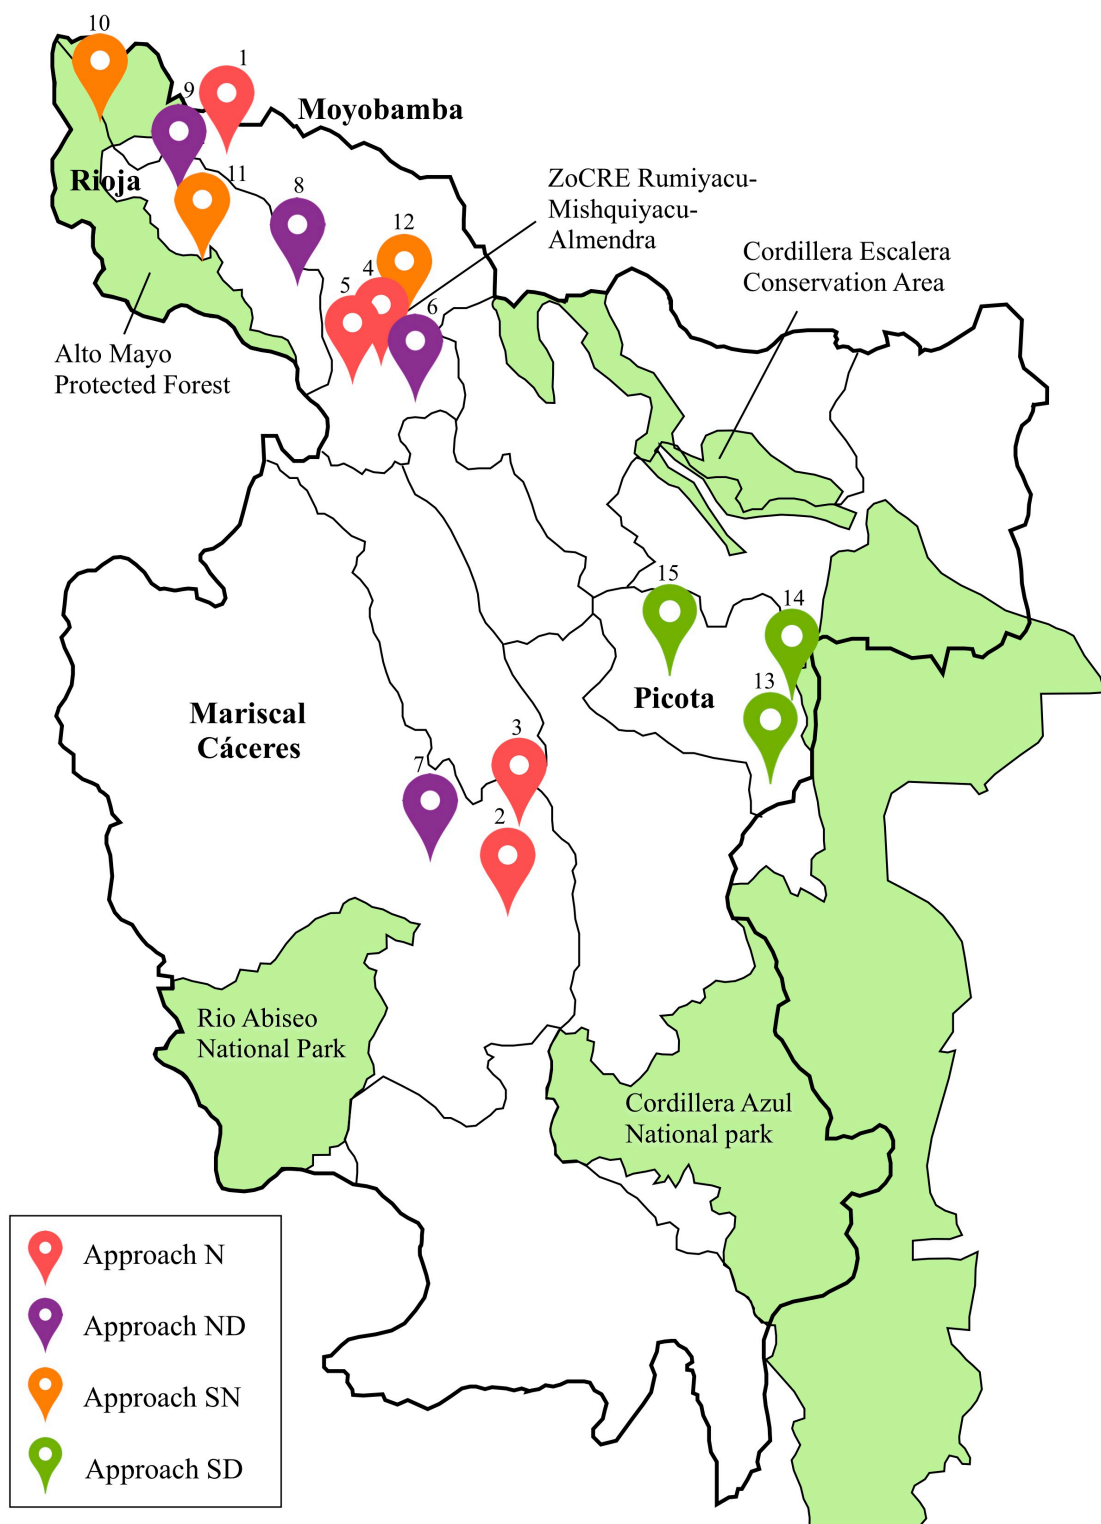 10
1
9
Moyobamba
Rioja
11
8
ZoCRE Rumiyacu-
Mishquiyacu-
Almendra
12
Cordillera Escalera
Conservation Area
4
5
6
Alto Mayo
Protected Forest
15
14
13
Picota
Mariscal
Cáceres
3
7
2
Rio Abiseo
National Park
Cordillera Azul
National park
Approach N
Approach ND
Approach SN
Approach SD